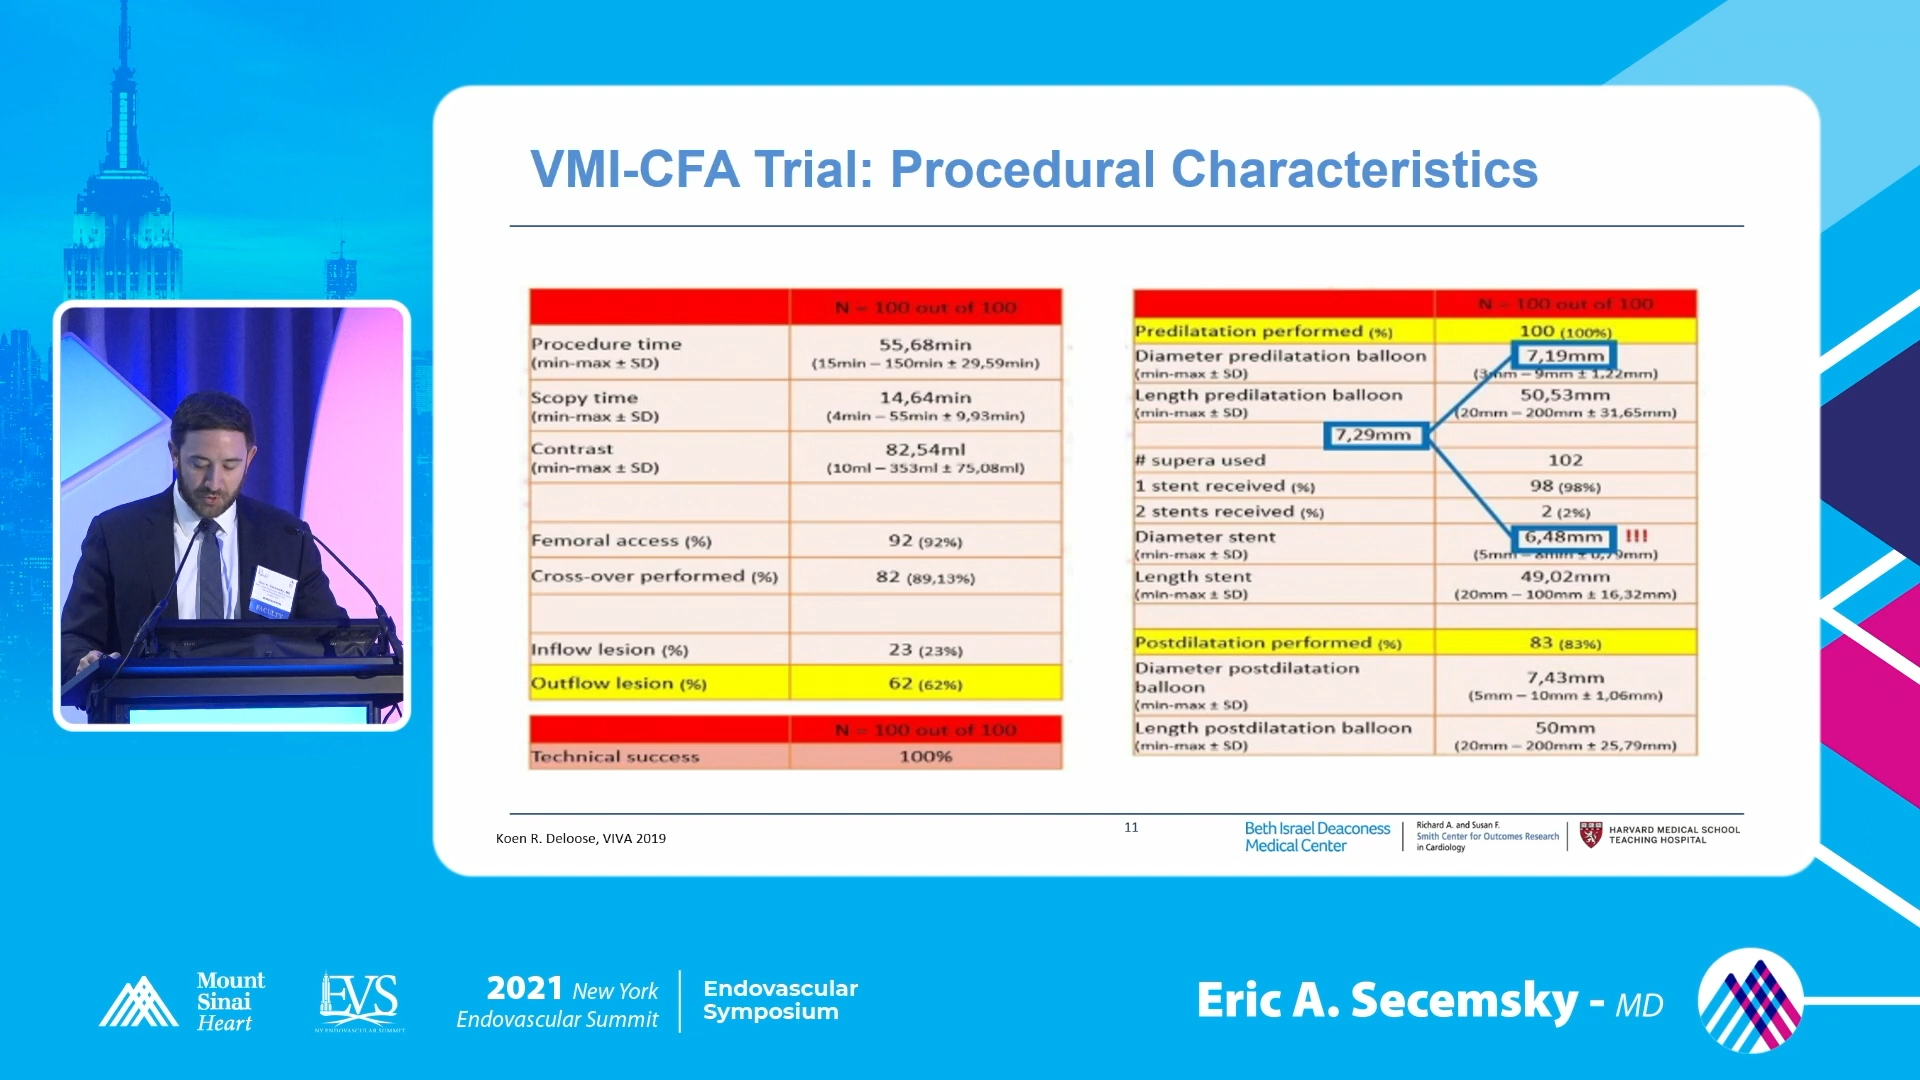 VMI-CFA Trial: Procedural Characteristics
N = 100 out of 100
Procedure time 55,68min
(min-max ± SD) (15min – 150min ± 29,59min)
Scopy time 14,64min
(min-max ± SD) (4min – 55min ± 9,93min)
Contrast 82,54ml
(min-max ± SD) (10ml – 353ml ± 75,08ml)
Femoral access (%) 92 (92%)
Cross-over performed (%) 82 (89,13%)
Inflow lesion (%) 23 (23%)
Outflow lesion (%) 62 (62%)
N = 100 out of 100
Technical success 100%
N = 100 out of 100
Predilatation performed (%) 100 (100%)
Diameter predilatation balloon 7,19mm
(min-max ± SD) (3mm – 9mm ± 1,22mm)
Length predilatation balloon 50,53mm
(min-max ± SD) (20mm – 200mm ± 31,65mm)
7,29mm
# supera used 102
1 stent received (%) 98 (98%)
2 stents received (%) 2 (2%)
Diameter stent 6,48mm !!!
(min-max ± SD) (5mm – 8mm ± 0,79mm)
Length stent 49,02mm
(min-max ± SD) (20mm – 100mm ± 16,32mm)
Postdilatation performed (%) 83 (83%)
Diameter postdilatation
balloon 7,43mm
(min-max ± SD) (5mm – 10mm ± 1,06mm)
Length postdilatation balloon 50mm
(min-max ± SD) (20mm – 200mm ± 25,79mm)
Koen R. Deloose, VIVA 2019
11
Beth Israel Deaconess
Medical Center
Richard A. and Susan F.
Smith Center for Outcomes Research
in Cardiology
HARVARD MEDICAL SCHOOL
TEACHING HOSPITAL
FACULTY
Mount
Sinai
Heart
EVS
NY ENDOVASCULAR SUMMIT
2021 New York
Endovascular Summit
Endovascular
Symposium
Eric A. Secemsky - MD